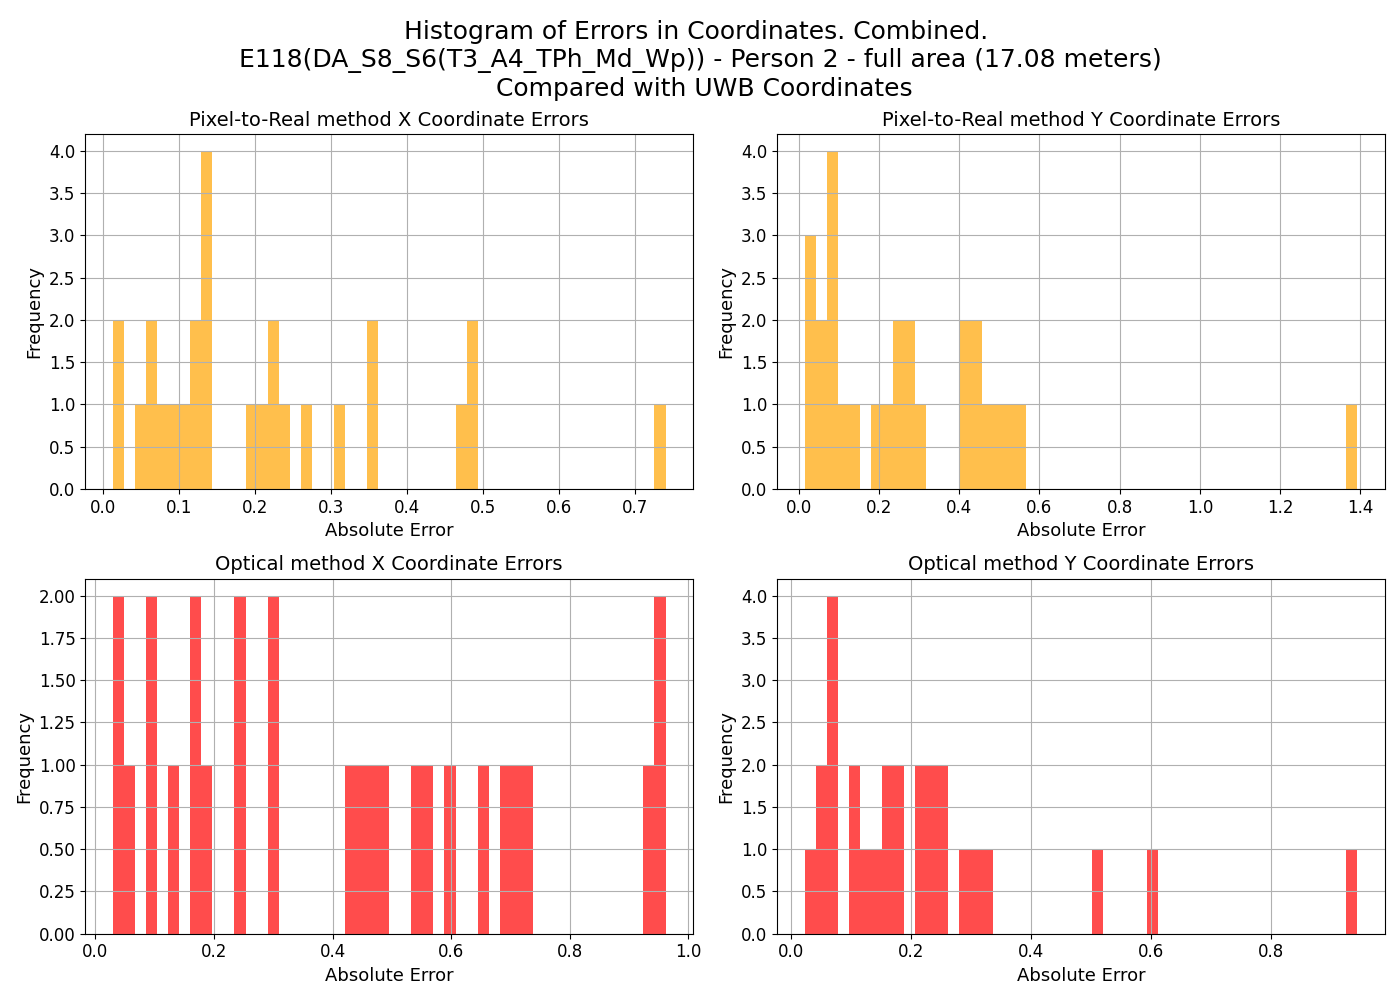 Histogram of Errors in Coordinates. Combined.
E118(DA_S8_S6(T3_A4_TPh_Md_Wp)) - Person 2 - full area (17.08 meters)
Compared with UWB Coordinates
Pixel-to-Real method X Coordinate Errors
Frequency
4.0
3.5
3.0
2.5
2.0
1.5
1.0
0.5
0.0
0.0 0.1 0.2 0.3 0.4 0.5 0.6 0.7
Absolute Error
Pixel-to-Real method Y Coordinate Errors
Frequency
4.0
3.5
3.0
2.5
2.0
1.5
1.0
0.5
0.0
0.0 0.2 0.4 0.6 0.8 1.0 1.2 1.4
Absolute Error
Optical method X Coordinate Errors
Frequency
2.00
1.75
1.50
1.25
1.00
0.75
0.50
0.25
0.00
0.0 0.2 0.4 0.6 0.8 1.0
Absolute Error
Optical method Y Coordinate Errors
Frequency
4.0
3.5
3.0
2.5
2.0
1.5
1.0
0.5
0.0
0.0 0.2 0.4 0.6 0.8
Absolute Error